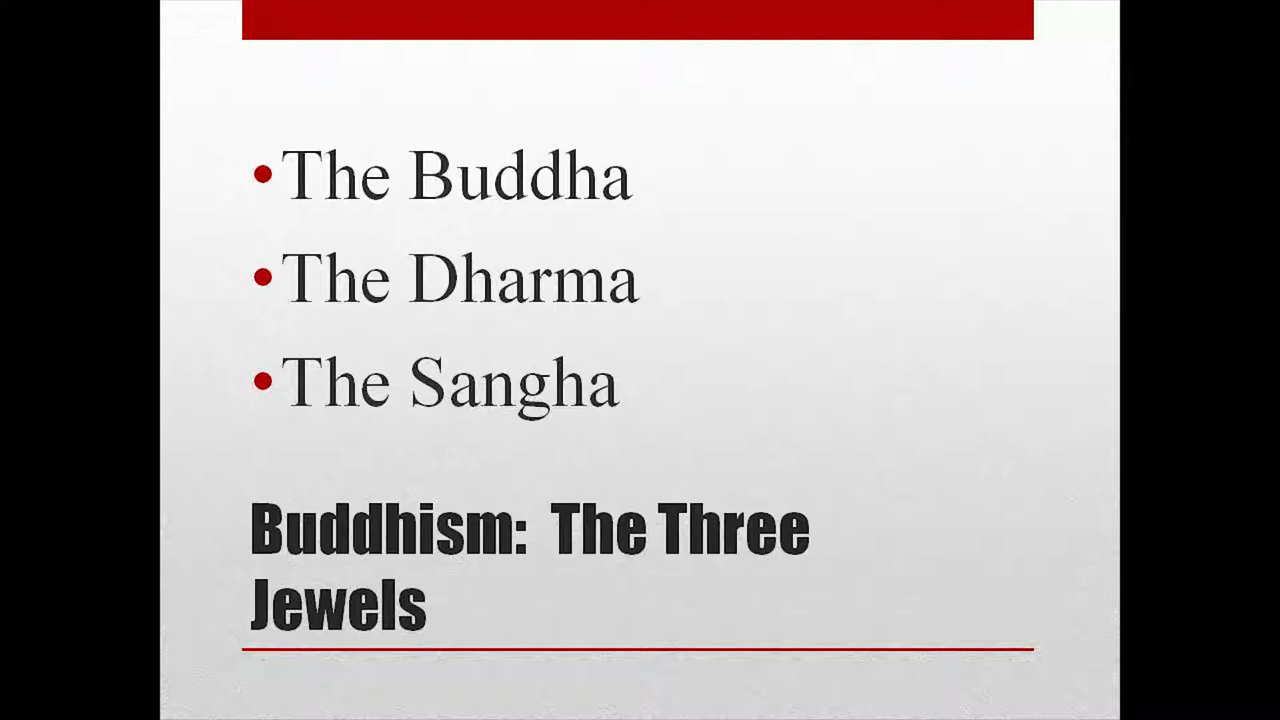 •The Buddha
•The Dharma
•The Sangha
Buddhism:  The Three
Jewels